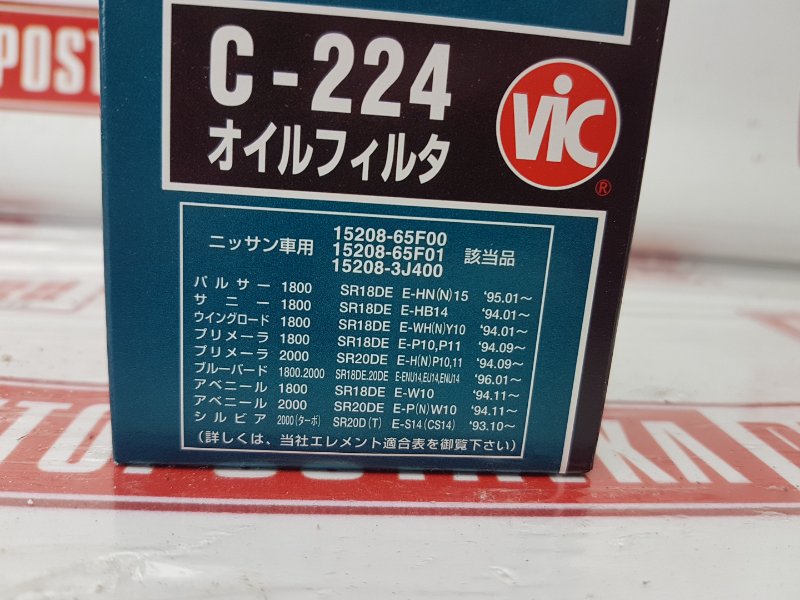 POST
C-224
オイルフィルタ
VIC
®
ニッサン車用
15208-65F00
15208-65F01
15208-3J400
該当品
パルサー 1800 SR18DE E-HN(N)15 '95.01~
サニー 1800 SR18DE E-HB14 '94.01~
ウイングロード 1800 SR18DE E-WH(N)Y10 '94.01~
プリメーラ 1800 SR18DE E-P10,P11 '94.09~
プリメーラ 2000 SR20DE E-H(N)P10,11 '94.09~
ブルーバード 1800.2000 SR18DE.20DE E-ENU14,EU14,ENU14 '96.01~
アベニール 1800 SR18DE E-W10 '94.11~
アベニール 2000 SR20DE E-P(N)W10 '94.11~
シルビア 2000(ターボ) SR20D(T) E-S14(CS14) '93.10~
(詳しくは、当社エレメント適合表を御覧下さい)